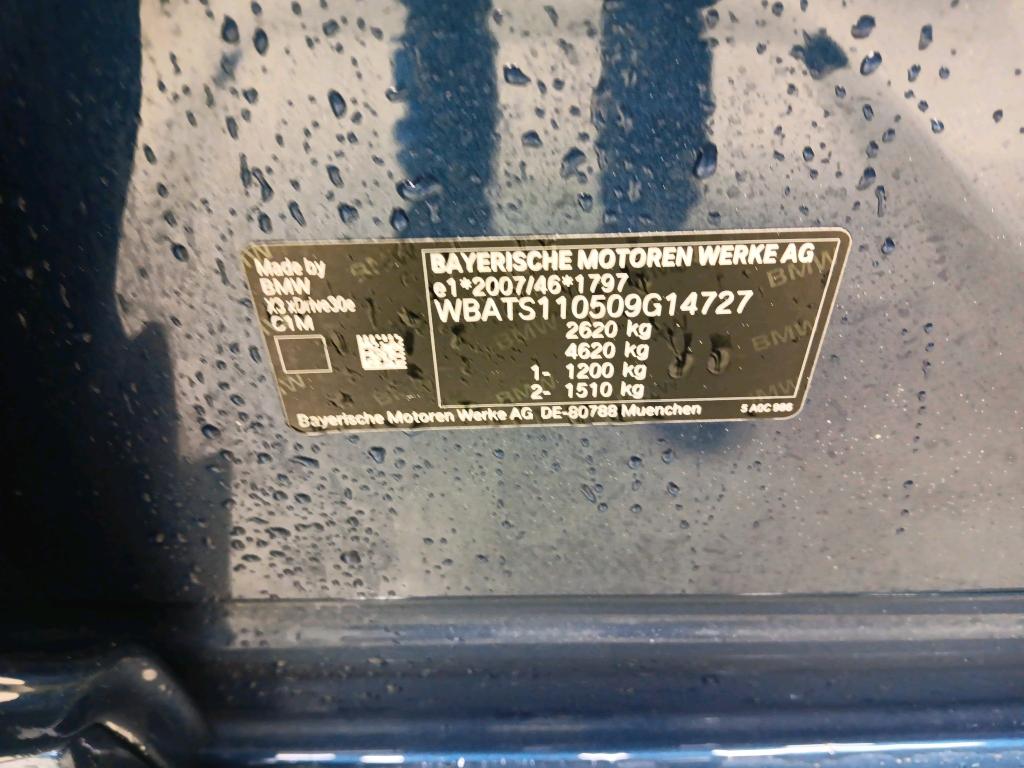 Made by
BMW
X3 xDrive30e
C1M
BAYERISCHE MOTOREN WERKE AG
e1*2007/46*1797
WBATS110509G14727
2620 kg
4620 kg
1- 1200 kg
2- 1510 kg
Bayerische Motoren Werke AG DE-80788 Muenchen